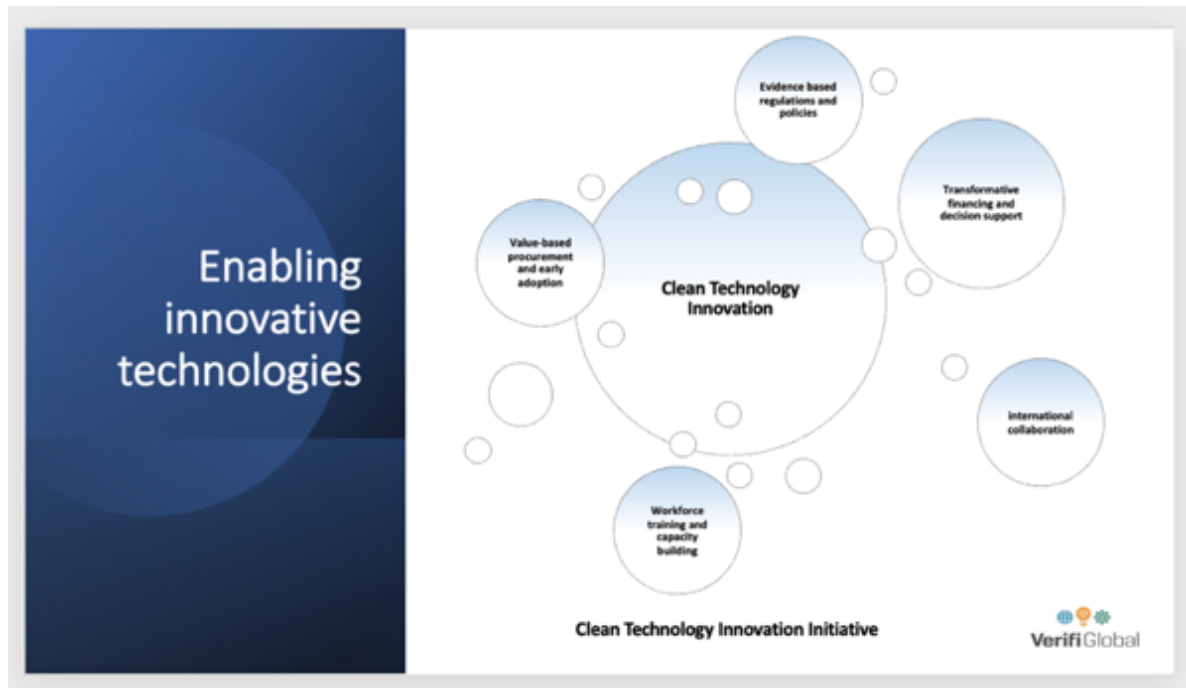 Enabling
innovative
technologies
Evidence based
regulations and
policies
Transformative
financing and
decision support
Value-based
procurement
and early
adoption
Clean Technology
Innovation
International
collaboration
Workforce
training and
capacity
building
Clean Technology Innovation Initiative
VerifiGlobal